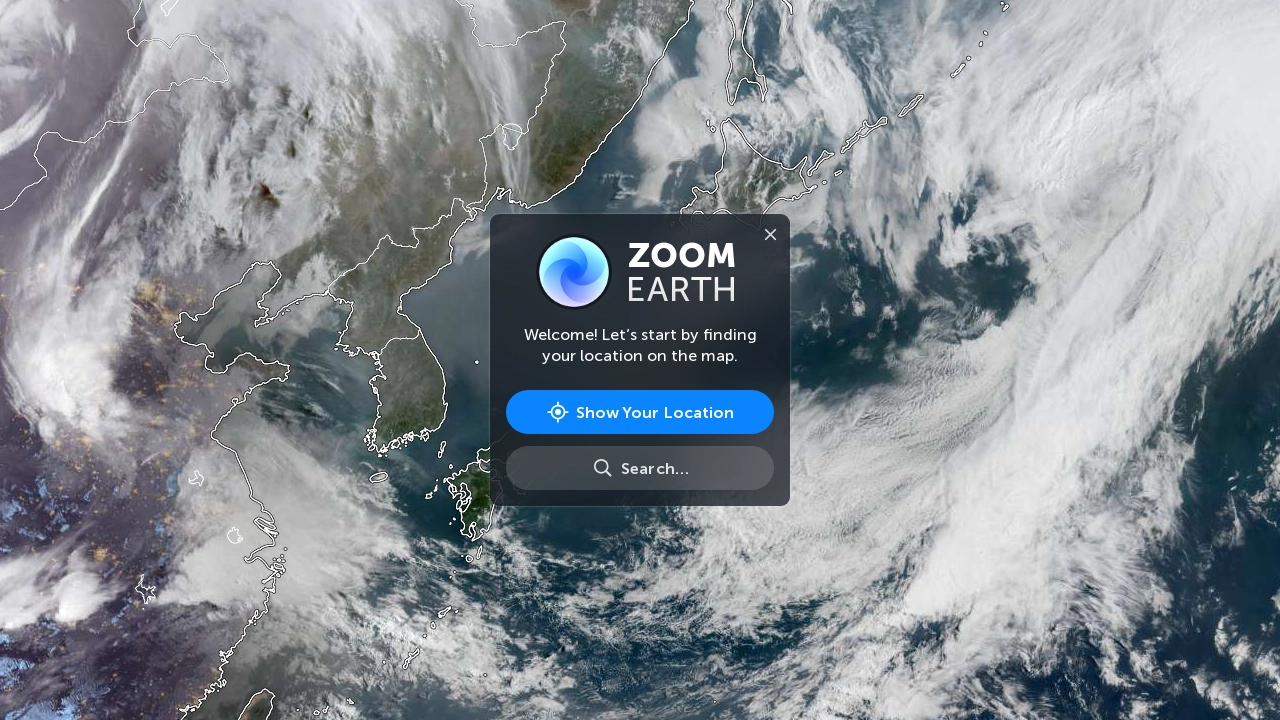 ZOOM
EARTH
Welcome! Let’s start by finding
your location on the map.
Show Your Location
Search…